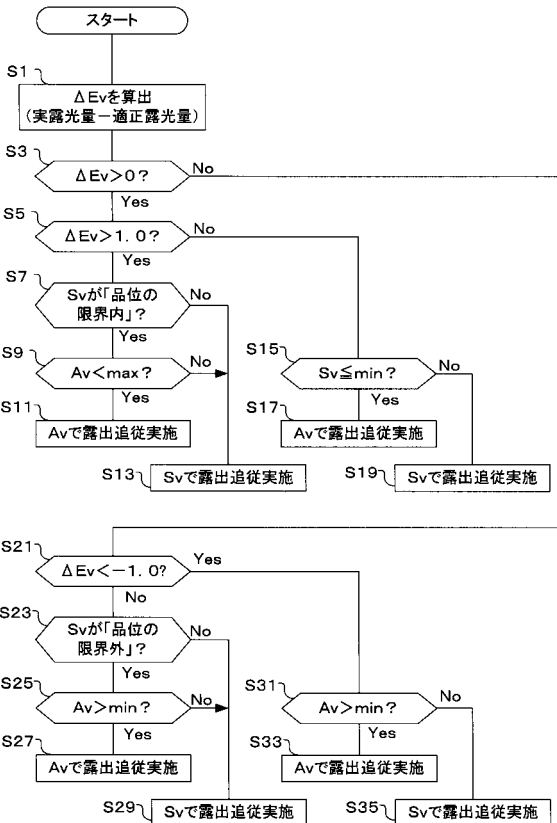 スタート
S1
ΔEvを算出
(実露光量－適正露光量)
S3
ΔEv>0?
No
Yes
S5
ΔEv>1.0?
No
Yes
S7
Svが「品位の
限界内」?
No
Yes
S9
Av<max?
No
Yes
S11
Avで露出追従実施
S13
Svで露出追従実施
S15
Sv≦min?
No
Yes
S17
Avで露出追従実施
S19
Svで露出追従実施
S21
ΔEv<－1.0?
Yes
No
S23
Svが「品位の
限界外」?
No
Yes
S25
Av>min?
No
Yes
S27
Avで露出追従実施
S29
Svで露出追従実施
S31
Av>min?
No
Yes
S33
Avで露出追従実施
S35
Svで露出追従実施